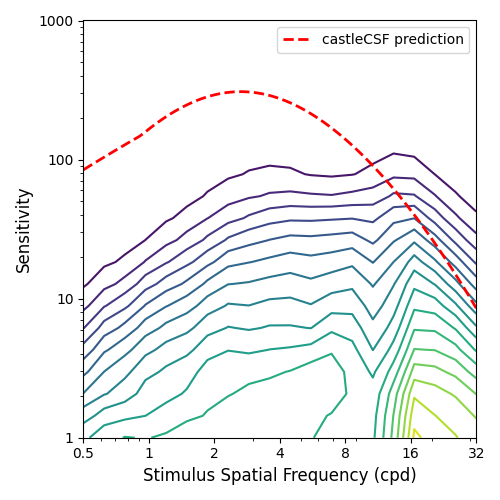 1000
100
10
1
Sensitivity
castleCSF prediction
0.5 1 2 4 8 16 32
Stimulus Spatial Frequency (cpd)